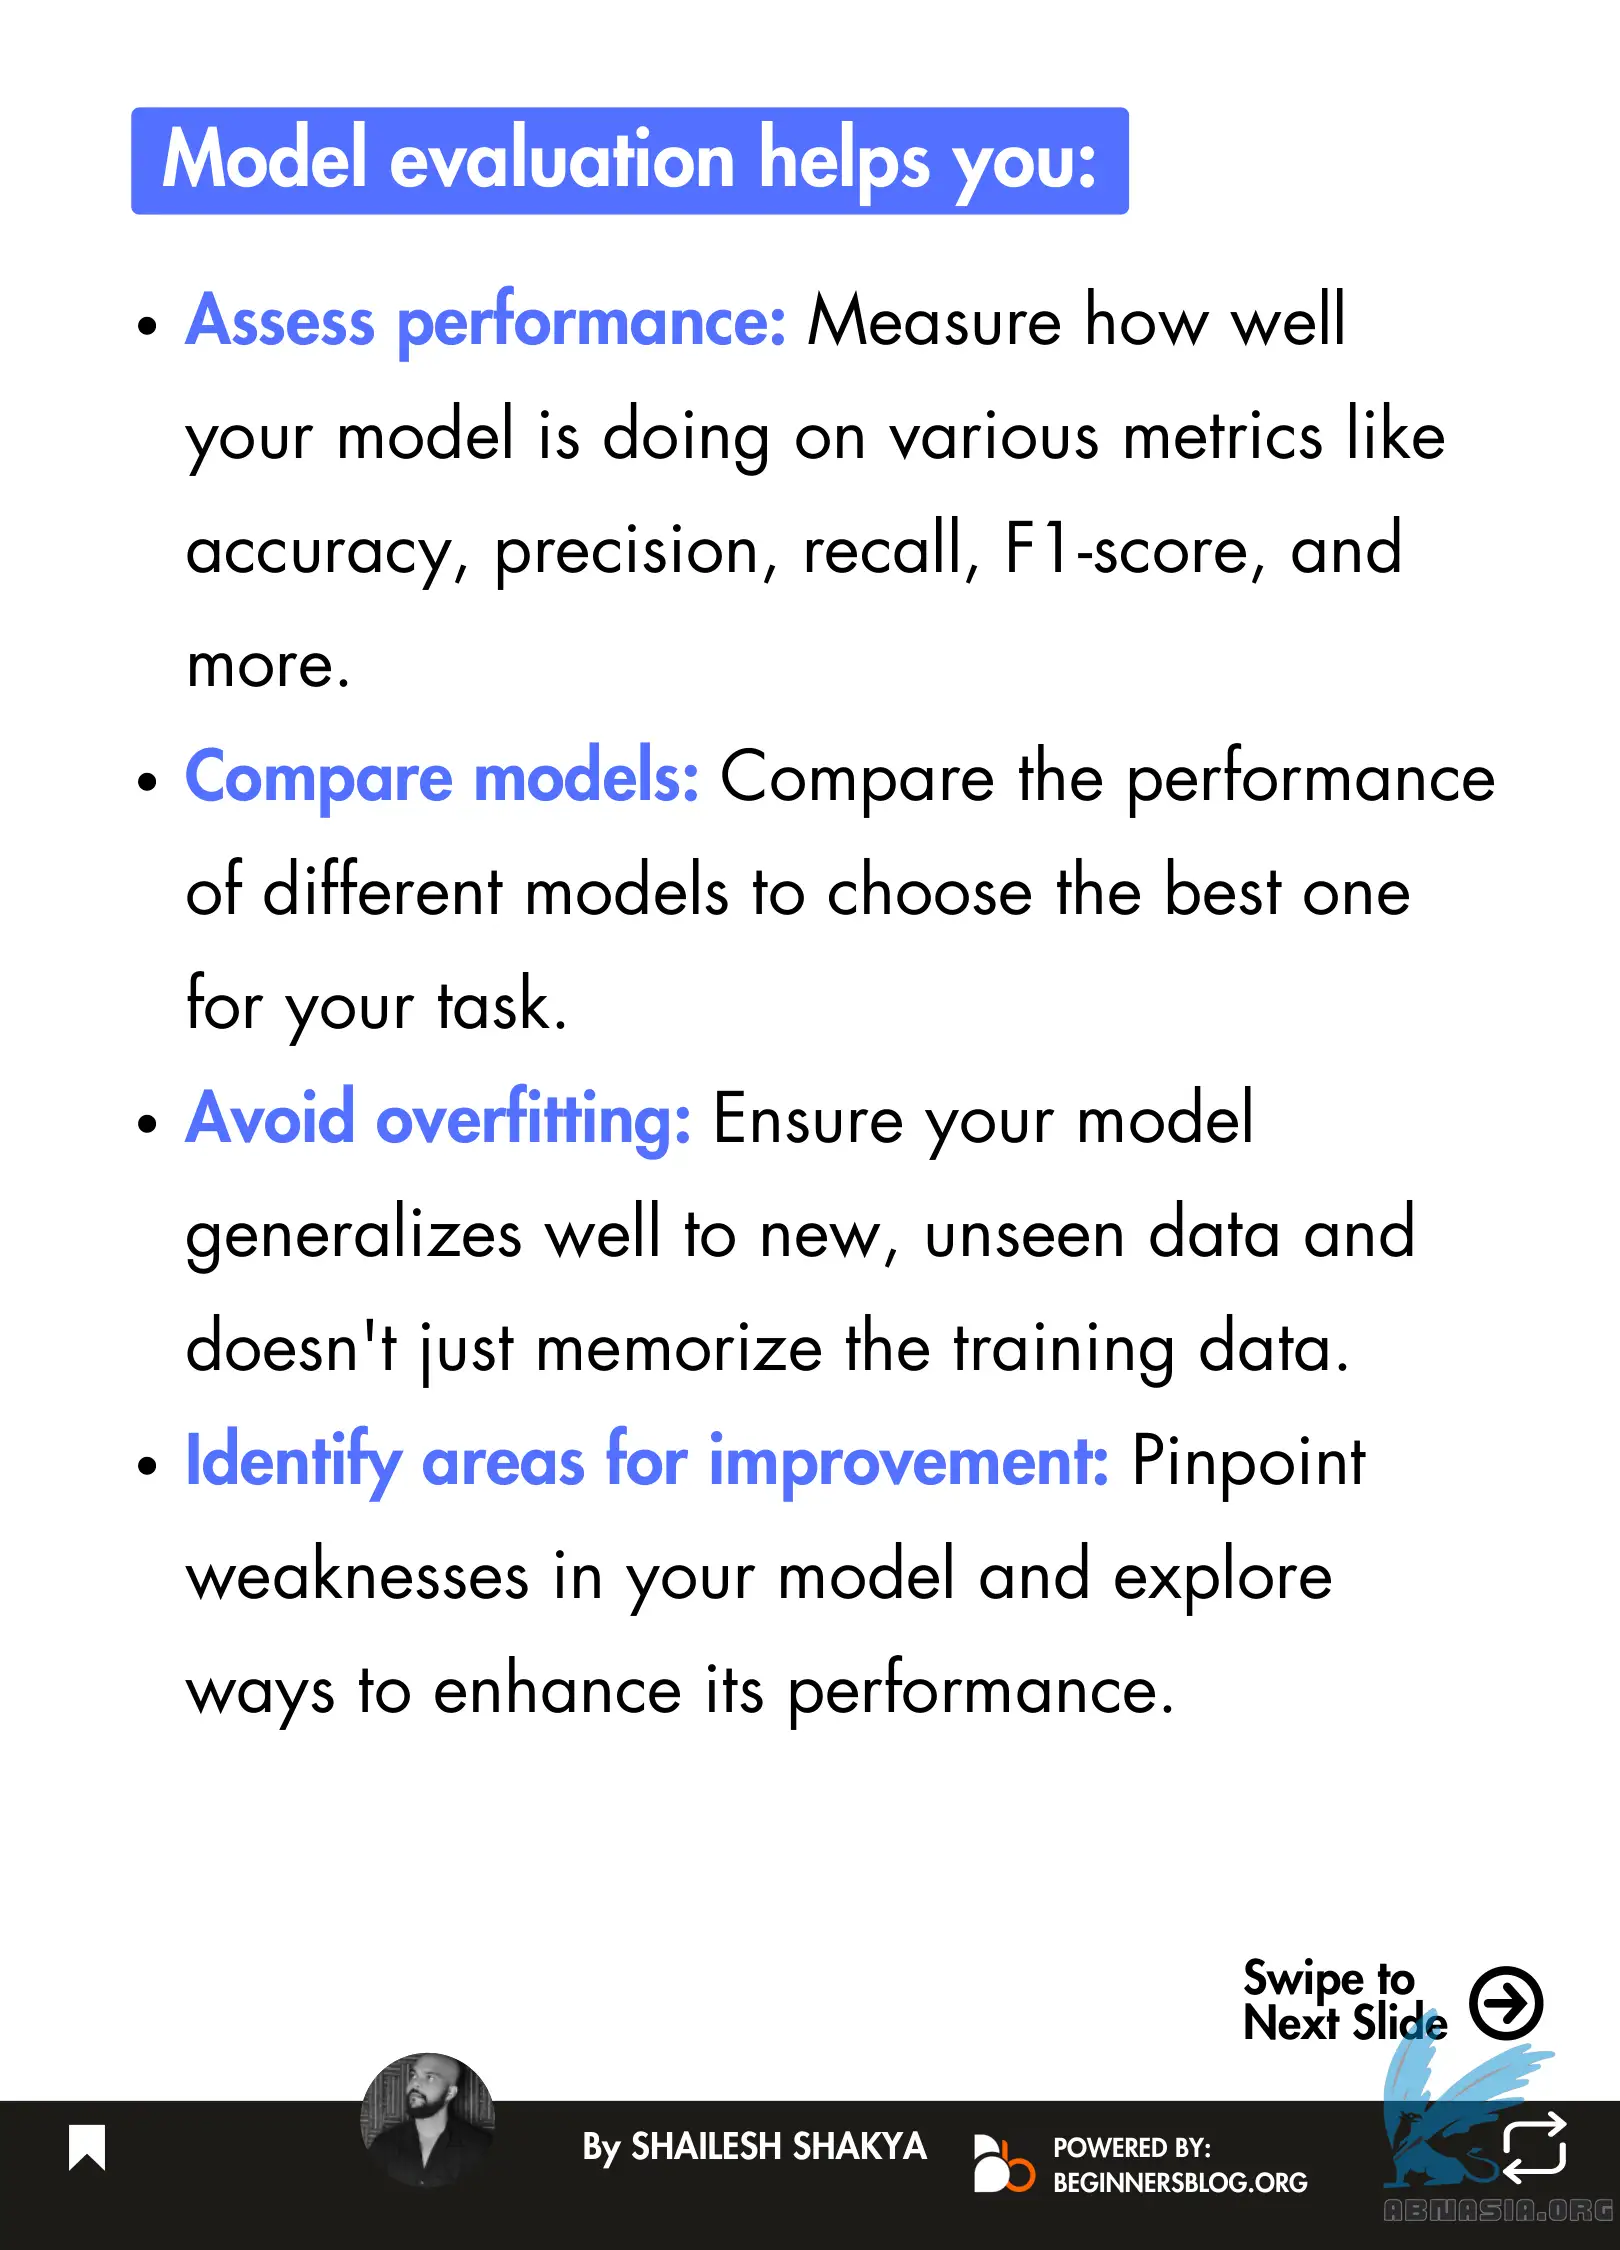 Model evaluation helps you:
• Assess performance: Measure how well
your model is doing on various metrics like
accuracy, precision, recall, F1-score, and
more.
• Compare models: Compare the performance
of different models to choose the best one
for your task.
• Avoid overfitting: Ensure your model
generalizes well to new, unseen data and
doesn't just memorize the training data.
• Identify areas for improvement: Pinpoint
weaknesses in your model and explore
ways to enhance its performance.
Swipe to
Next Slide
By SHAILESH SHAKYA
POWERED BY:
BEGINNERSBLOG.ORG
ABNASIA.ORG